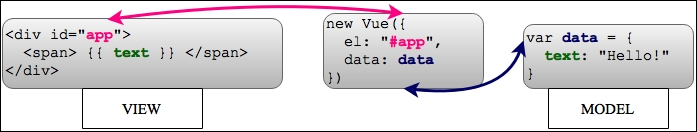 <div id="app">
  <span> {{ text }} </span>
</div>
VIEW
new Vue({
  el: "#app",
  data: data
})
var data = {
  text: "Hello!"
}
MODEL